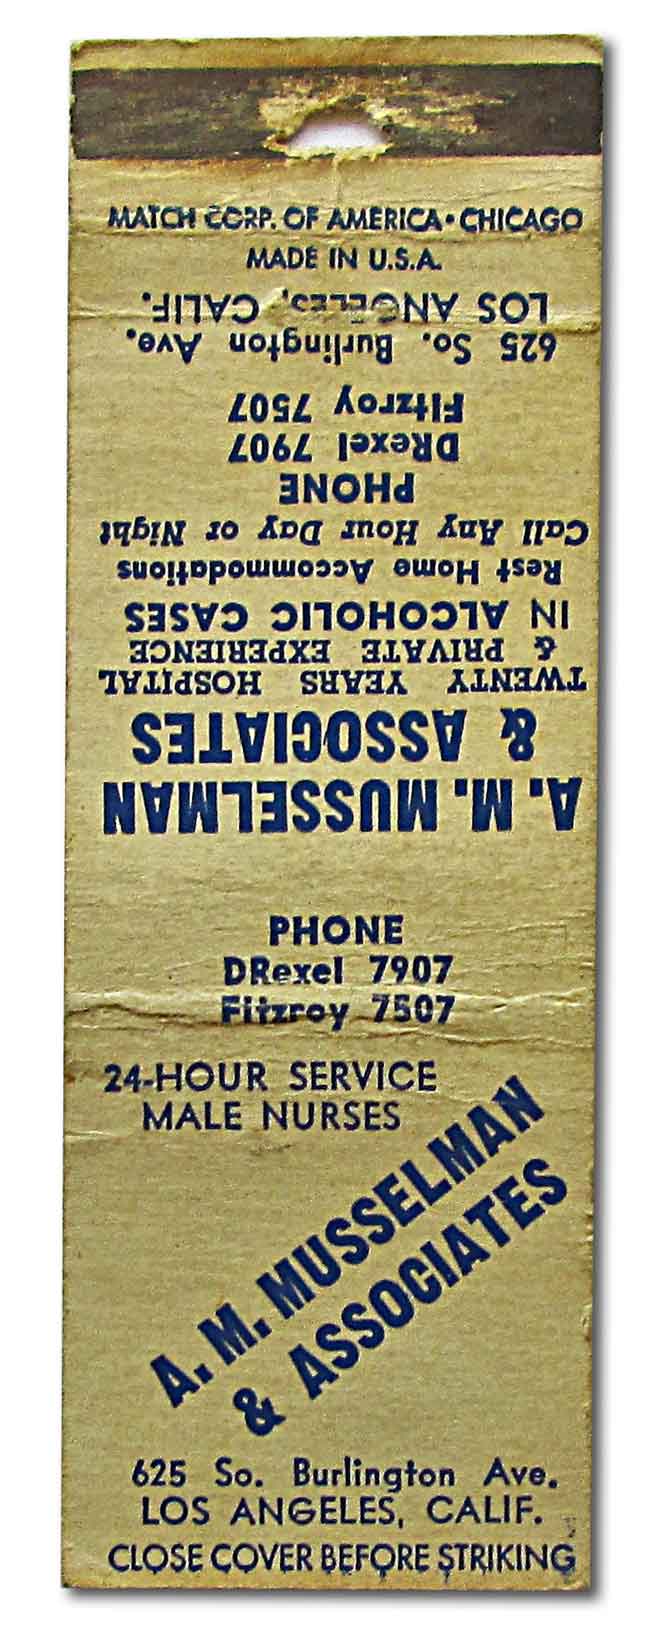 MATCH CORP. OF AMERICA • CHICAGO
MADE IN U.S.A.
A. M. MUSSELMAN
& ASSOCIATES
TWENTY YEARS HOSPITAL
& PRIVATE EXPERIENCE
IN ALCOHOLIC CASES
Rest Home Accommodations
Call Any Hour Day or Night
PHONE
DRexel 7907
FItzroy 7507
625 So. Burlington Ave.
LOS ANGELES, CALIF.
PHONE
DRexel 7907
FItzroy 7507
24-HOUR SERVICE
MALE NURSES
A. M. MUSSELMAN
& ASSOCIATES
625 So. Burlington Ave.
LOS ANGELES, CALIF.
CLOSE COVER BEFORE STRIKING